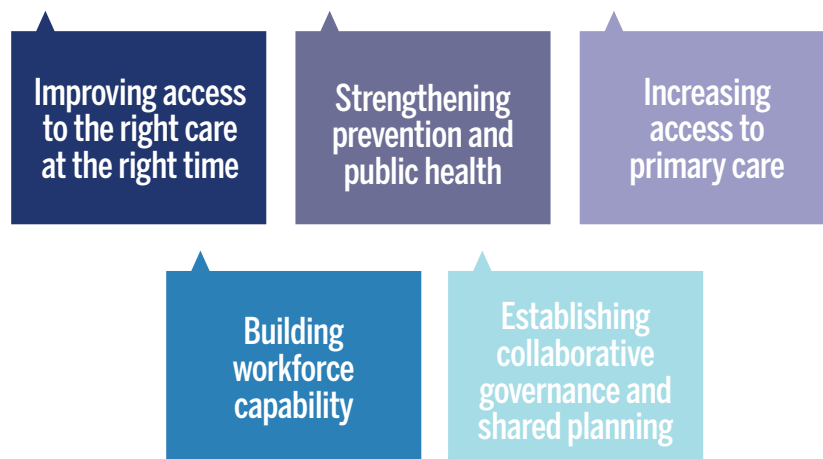 Improving access
to the right care
at the right time
Strengthening
prevention and
public health
Increasing
access to
primary care
Building
workforce
capability
Establishing
collaborative
governance and
shared planning